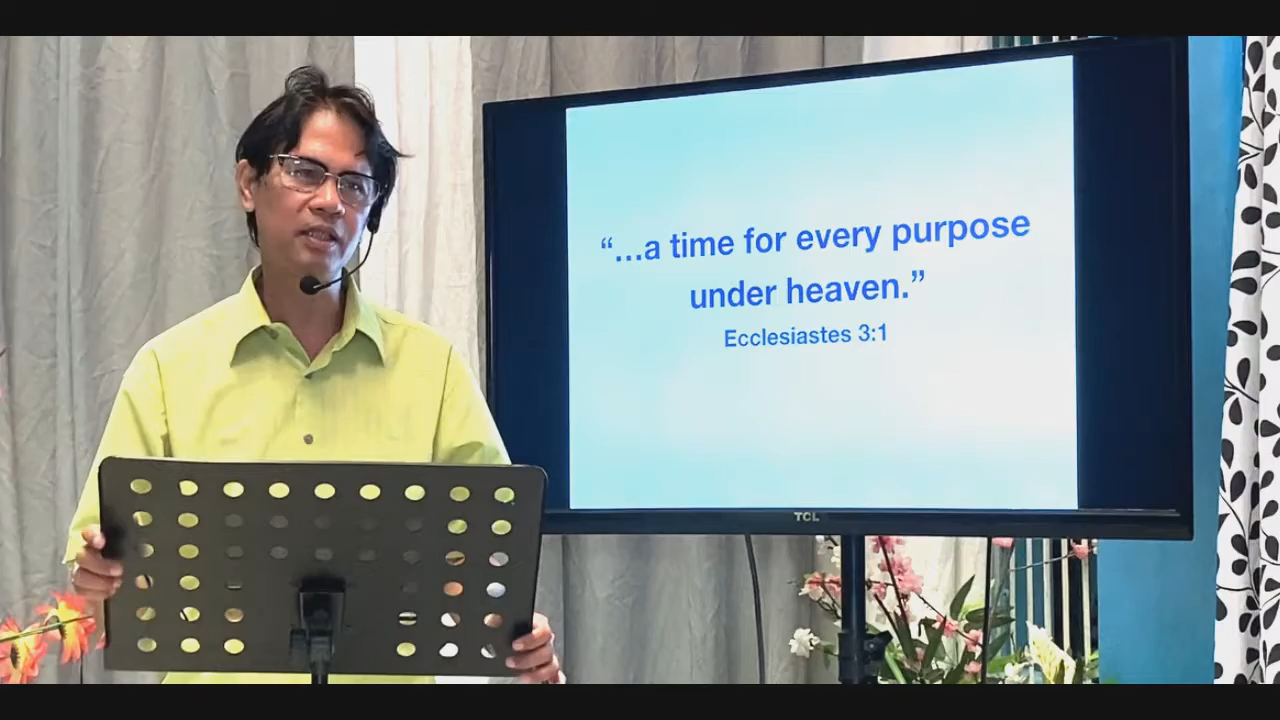 “...a time for every purpose
under heaven.”
Ecclesiastes 3:1
TCL